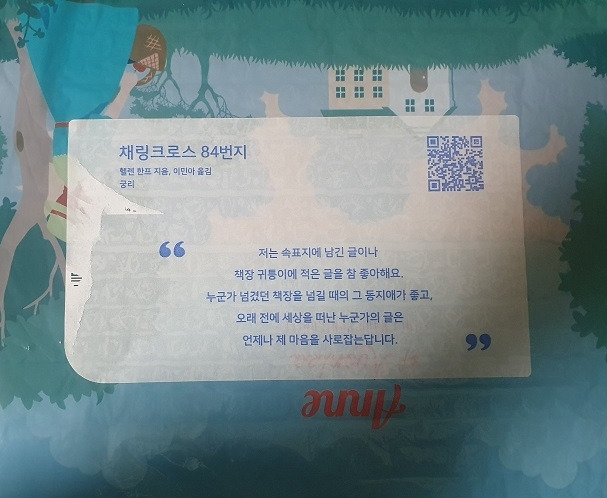 채링크로스 84번지
헬렌 한프 지음, 이민아 옮김
궁리
“
저는 속표지에 남긴 글이나
책장 귀퉁이에 적은 글을 참 좋아해요.
누군가 넘겼던 책장을 넘길 때의 그 동지애가 좋고,
오래 전에 세상을 떠난 누군가의 글은
언제나 제 마음을 사로잡는답니다.
”
Anne